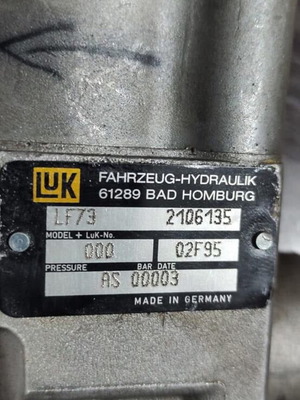 LUK
FAHRZEUG-HYDRAULIK
61289 BAD HOMBURG
LF73 2106135
MODEL + LuK-No.
000 02F95
PRESSURE BAR DATE
AS 00003
MADE IN GERMANY